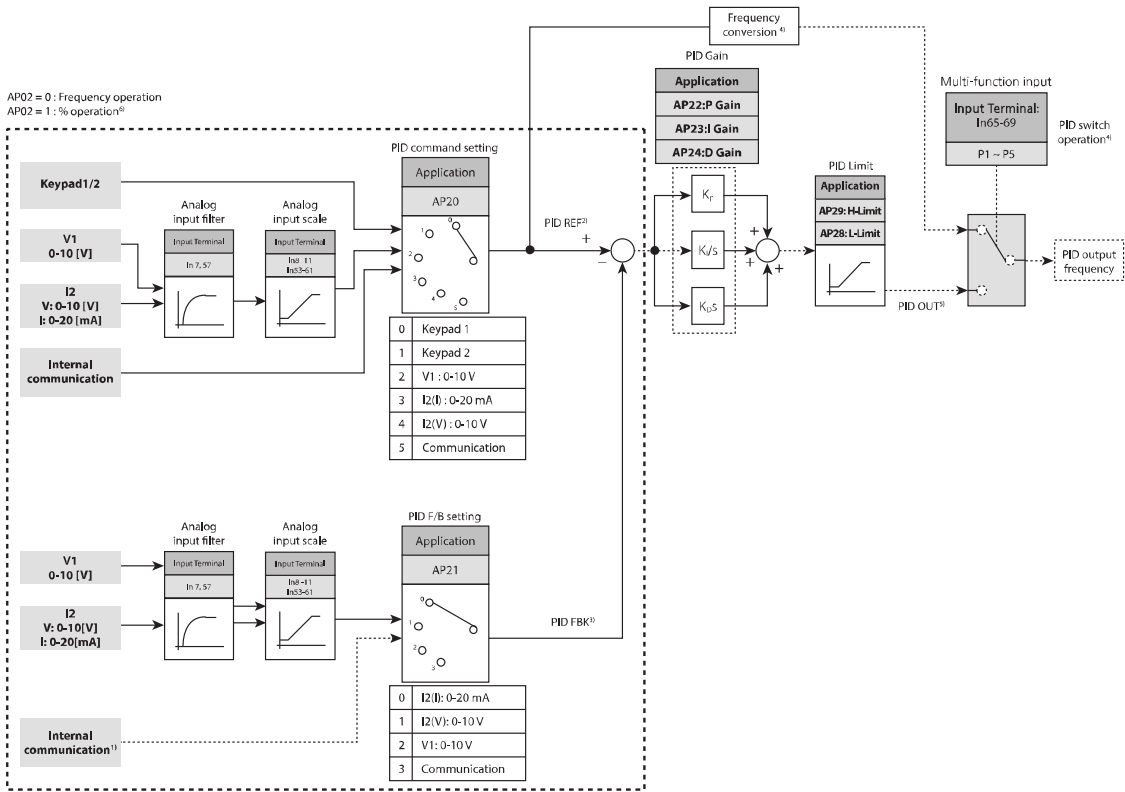 Frequency
conversion 4)
PID Gain
Application
AP22:P Gain
AP23:I Gain
AP24:D Gain
Multi-function input
Input Terminal:
In65-69
P1 ~ P5
PID switch
operation4)
AP02 = 0 : Frequency operation
AP02 = 1 : % operation6)
PID command setting
Application
AP20
Keypad1/2
Analog
input filter
Input Terminal
In 7, 57
Analog
input scale
Input Terminal
In8 -11
In53-61
V1
0-10 [V]
I2
V: 0-10 [V]
I: 0-20 [mA]
Internal
communication
0
1
2
3
4
5
0 Keypad 1
1 Keypad 2
2 V1 : 0-10 V
3 I2(I) : 0-20 mA
4 I2(V) : 0-10 V
5 Communication
PID REF2)
+
−
KP
KI/s
KDs
+
+
+
PID Limit
Application
AP29: H-Limit
AP28: L-Limit
PID OUT5)
PID output
frequency
PID F/B setting
Application
AP21
Analog
input filter
Input Terminal
In 7, 57
Analog
input scale
Input Terminal
In8 -11
In53-61
V1
0-10 [V]
I2
V: 0-10[V]
I: 0-20[mA]
Internal
communication1)
0
1
2
3
PID FBK3)
0 I2(I): 0-20 mA
1 I2(V): 0-10 V
2 V1: 0-10 V
3 Communication